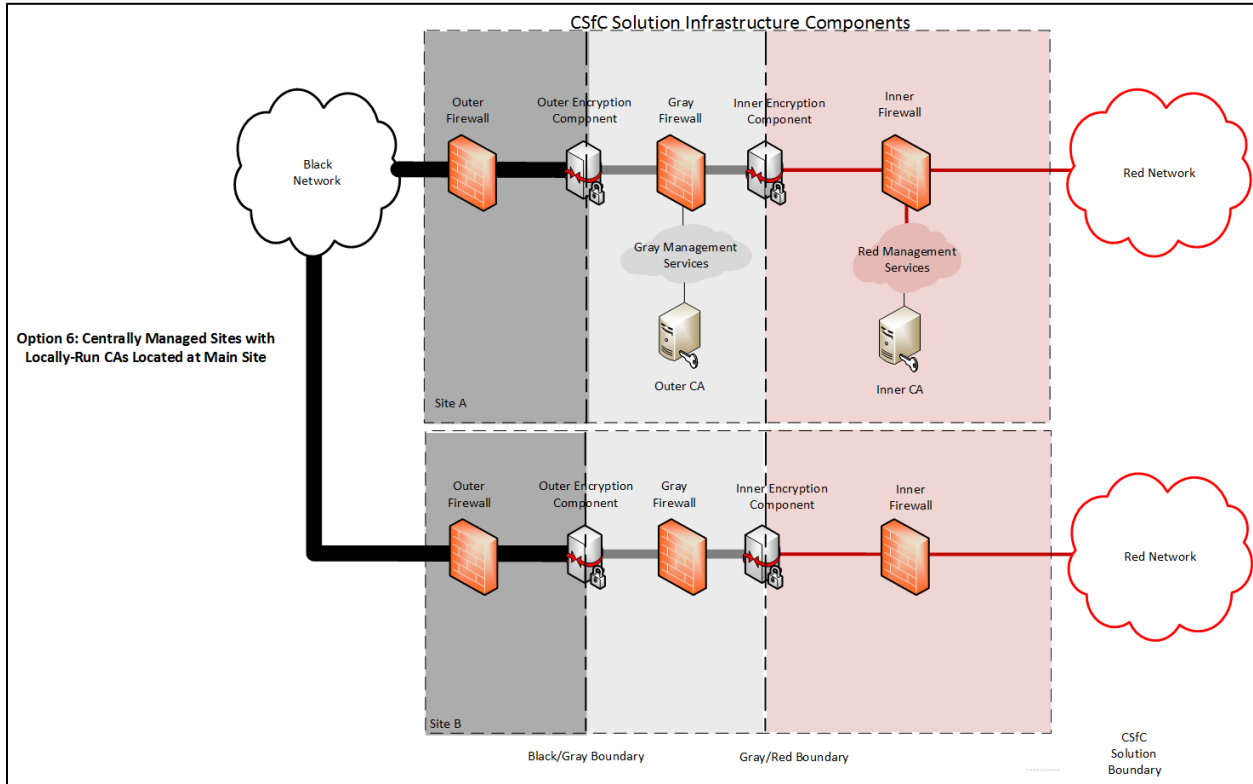 CSfC Solution Infrastructure Components
Outer
Firewall
Outer Encryption
Component
Gray
Firewall
Inner Encryption
Component
Inner
Firewall
Black
Network
Red Network
Gray Management
Services
Red Management
Services
Option 6: Centrally Managed Sites with
Locally-Run CAs Located at Main Site
Outer CA
Inner CA
Site A
Outer
Firewall
Outer Encryption
Component
Gray
Firewall
Inner Encryption
Component
Inner
Firewall
Red Network
Site B
Black/Gray Boundary
Gray/Red Boundary
CSfC
Solution
Boundary